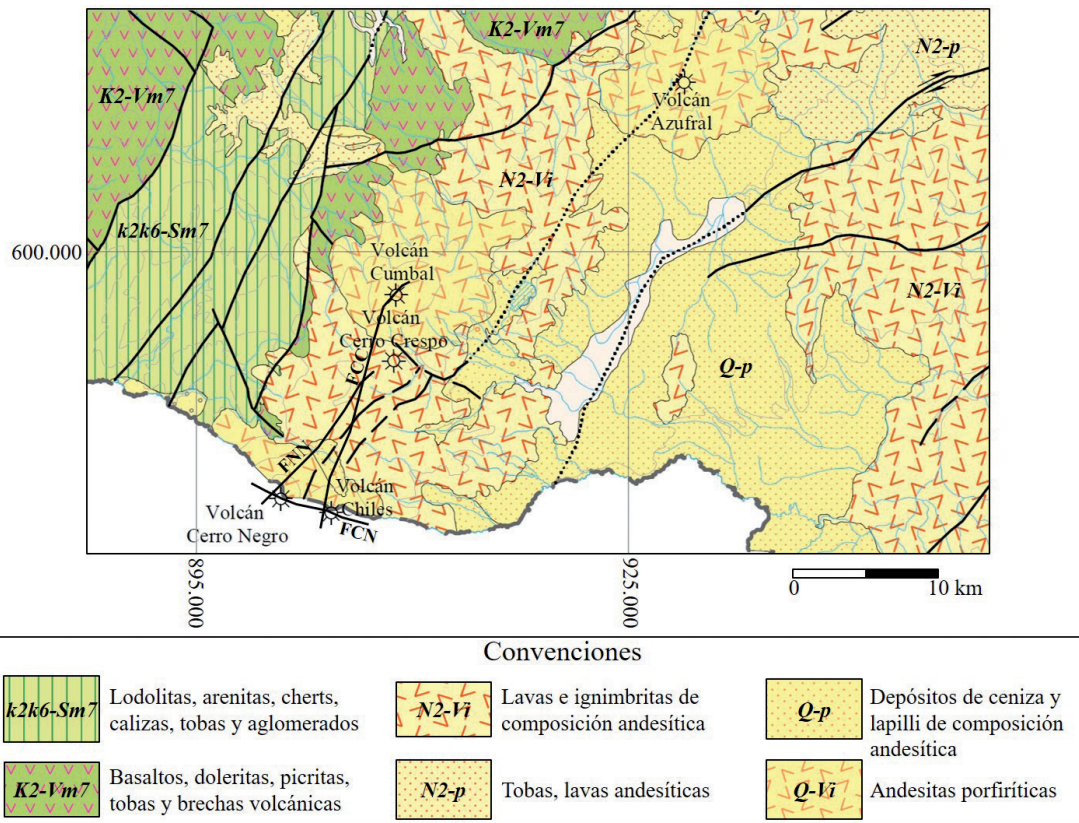 K2-Vm7
N2-p
K2-Vm7
Volcán
Azufral
N2-Vi
k2k6-Sm7
600.000
Volcán
Cumbal
N2-Vi
Volcán
Cerro Crespo
FCC
Q-p
FNN
Volcán
Chiles
Volcán
Cerro Negro
FCN
895.000
925.000
0
10 km
Convenciones
k2k6-Sm7
Lodolitas, arenitas, cherts,
calizas, tobas y aglomerados
N2-Vi
Lavas e ignimbritas de
composición andesítica
Q-p
Depósitos de ceniza y
lapilli de composición
andesítica
K2-Vm7
Basaltos, doleritas, picritas,
tobas y brechas volcánicas
N2-p
Tobas, lavas andesíticas
Q-Vi
Andesitas porfiríticas